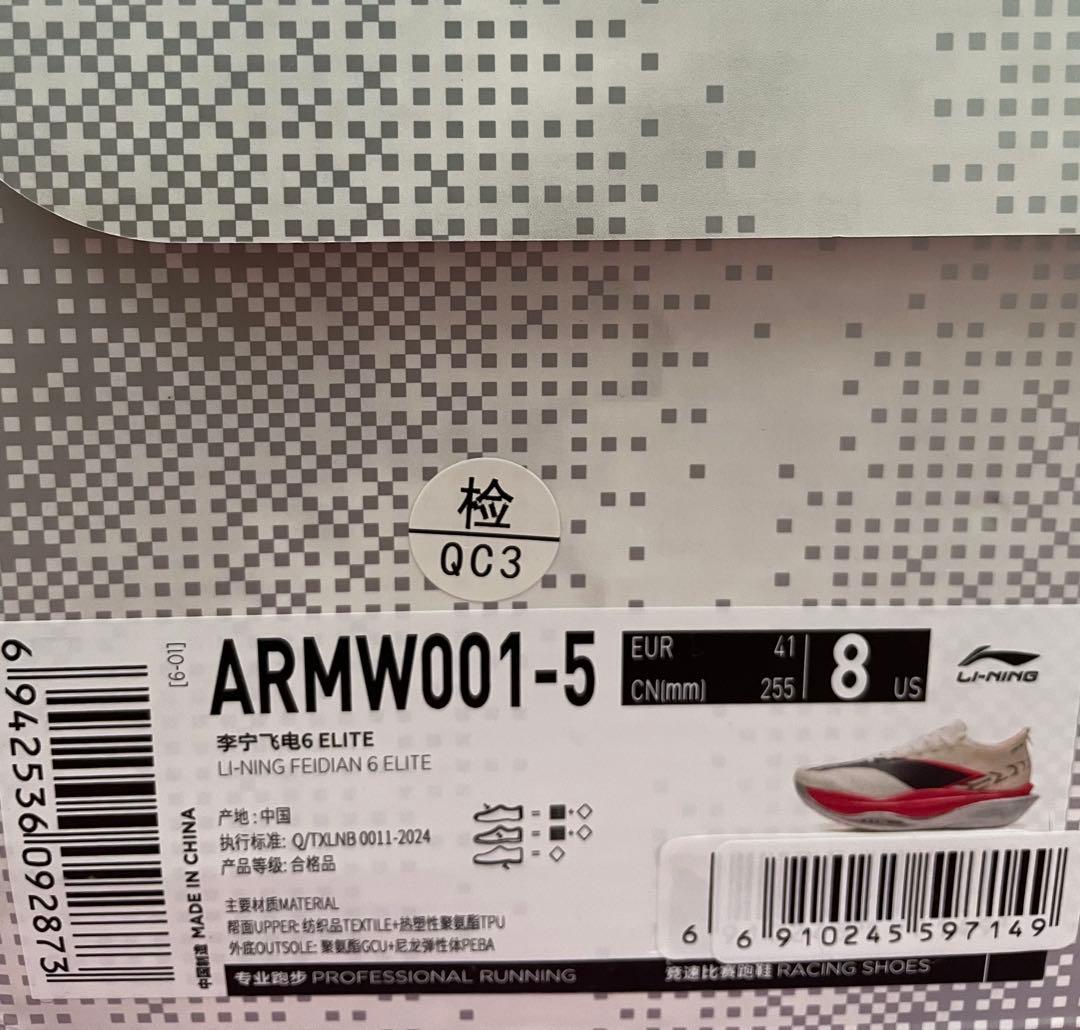 检
QC3
6942536092873
[6-01]
中国制造 MADE IN CHINA
ARMW001-5
EUR 41
CN(mm) 255
8 US
LI-NING
李宁飞电6 ELITE
LI-NING FEIDIAN 6 ELITE
产地:中国
执行标准: Q/TXLNB 0011-2024
产品等级:合格品
主要材质MATERIAL
帮面UPPER:纺织品TEXTILE+热塑性聚氨酯TPU
外底OUTSOLE: 聚氨酯GCU+尼龙弹性体PEBA
6
6 910245 597149
专业跑步 PROFESSIONAL RUNNING
竞速比赛跑鞋 RACING SHOES